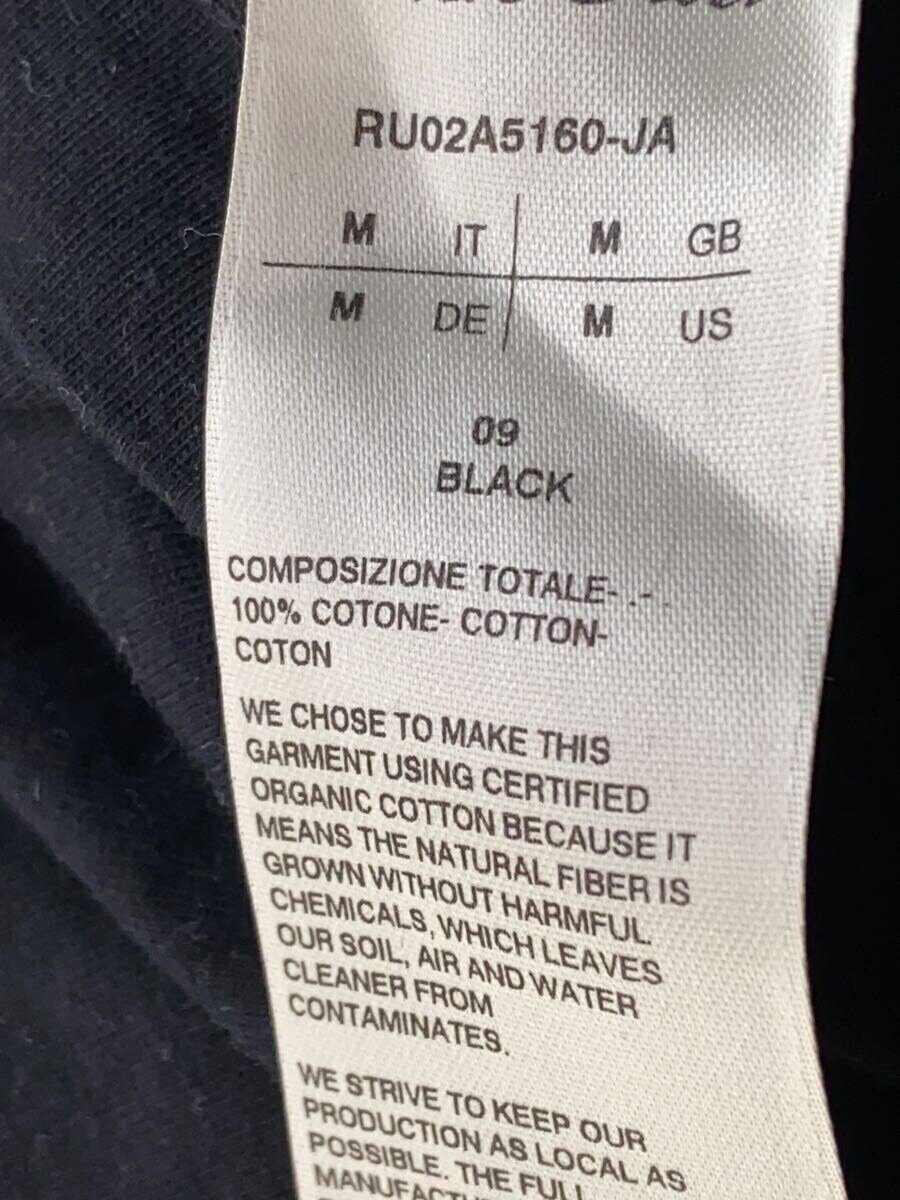 RU02A5160-JA
M IT M GB
M DE M US
09
BLACK
COMPOSIZIONE TOTALE- .- .
100% COTONE- COTTON-
COTON
WE CHOSE TO MAKE THIS
GARMENT USING CERTIFIED
ORGANIC COTTON BECAUSE IT
MEANS THE NATURAL FIBER IS
GROWN WITHOUT HARMFUL
CHEMICALS, WHICH LEAVES
OUR SOIL, AIR AND WATER
CLEANER FROM
CONTAMINATES.
WE STRIVE TO KEEP OUR
PRODUCTION AS LOCAL AS
POSSIBLE. THE FULL